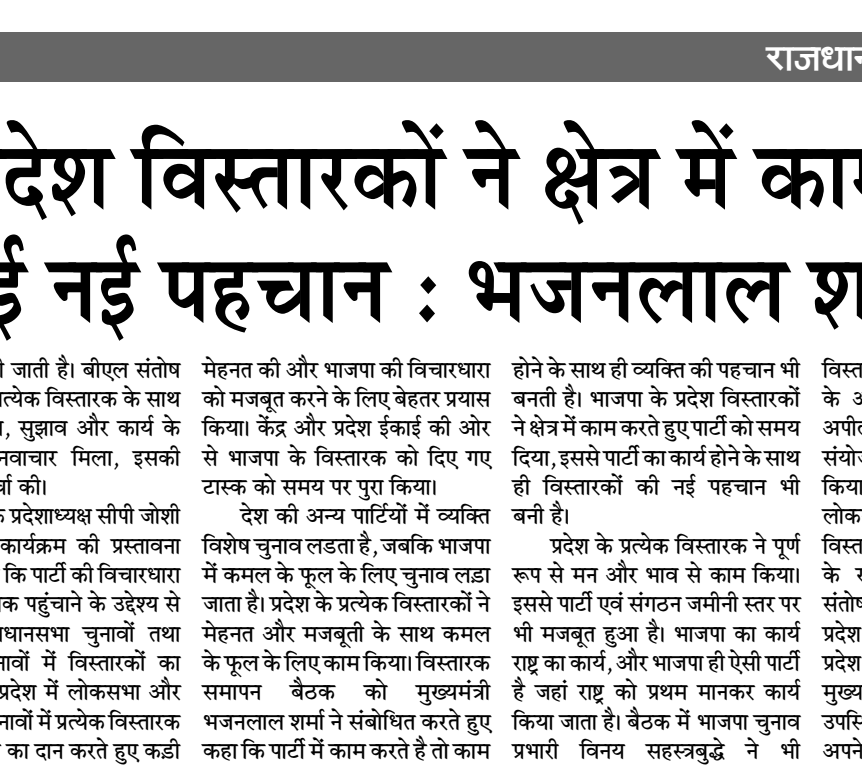 राजधान
देश विस्तारकों ने क्षेत्र में काम
ई नई पहचान : भजनलाल श
जाती है। बीएल संतोष
त्येक विस्तारक के साथ
, सुझाव और कार्य के
नवाचार मिला, इसकी
र्चा की।
प्रदेशाध्यक्ष सीपी जोशी
कार्यक्रम की प्रस्तावना
कि पार्टी की विचारधारा
क पहुंचाने के उद्देश्य से
धानसभा चुनावों तथा
नावों में विस्तारकों का
प्रदेश में लोकसभा और
नावों में प्रत्येक विस्तारक
का दान करते हुए कडी
मेहनत की और भाजपा की विचारधारा
को मजबूत करने के लिए बेहतर प्रयास
किया। केंद्र और प्रदेश ईकाई की ओर
से भाजपा के विस्तारक को दिए गए
टास्क को समय पर पुरा किया।
देश की अन्य पार्टियों में व्यक्ति
विशेष चुनाव लडता है, जबकि भाजपा
में कमल के फूल के लिए चुनाव लड़ा
जाता है। प्रदेश के प्रत्येक विस्तारकों ने
मेहनत और मजबूती के साथ कमल
के फूल के लिए काम किया। विस्तारक
समापन बैठक को मुख्यमंत्री
भजनलाल शर्मा ने संबोधित करते हुए
कहा कि पार्टी में काम करते है तो काम
होने के साथ ही व्यक्ति की पहचान भी
बनती है। भाजपा के प्रदेश विस्तारकों
ने क्षेत्र में काम करते हुए पार्टी को समय
दिया, इससे पार्टी का कार्य होने के साथ
ही विस्तारकों की नई पहचान भी
बनी है।
प्रदेश के प्रत्येक विस्तारक ने पूर्ण
रूप से मन और भाव से काम किया।
इससे पार्टी एवं संगठन जमीनी स्तर पर
भी मजबूत हुआ है। भाजपा का कार्य
राष्ट्र का कार्य, और भाजपा ही ऐसी पार्टी
है जहां राष्ट्र को प्रथम मानकर कार्य
किया जाता है। बैठक में भाजपा चुनाव
प्रभारी विनय सहस्त्रबुद्धे ने भी
विस्त
के अ
अपील
संयोज
किया
लोक
विस्त
के स
संतोष
प्रदेश
प्रदेश
मुख्य
उपस्थि
अपने